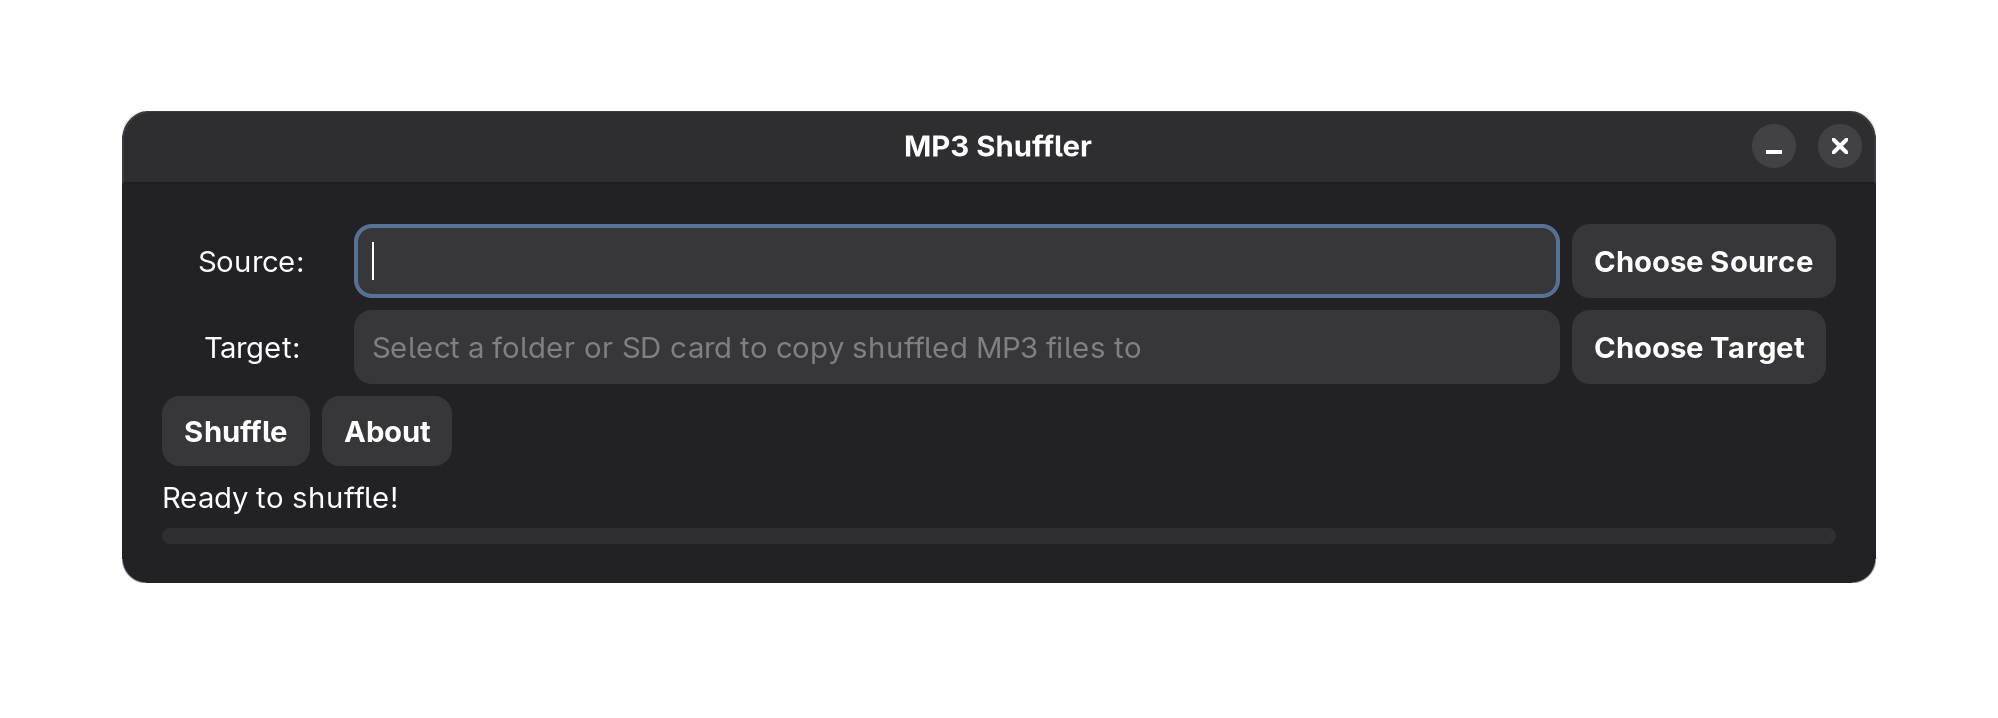 MP3 Shuffler
Source: Choose Source
Target: Select a folder or SD card to copy shuffled MP3 files to Choose Target
Shuffle About
Ready to shuffle!